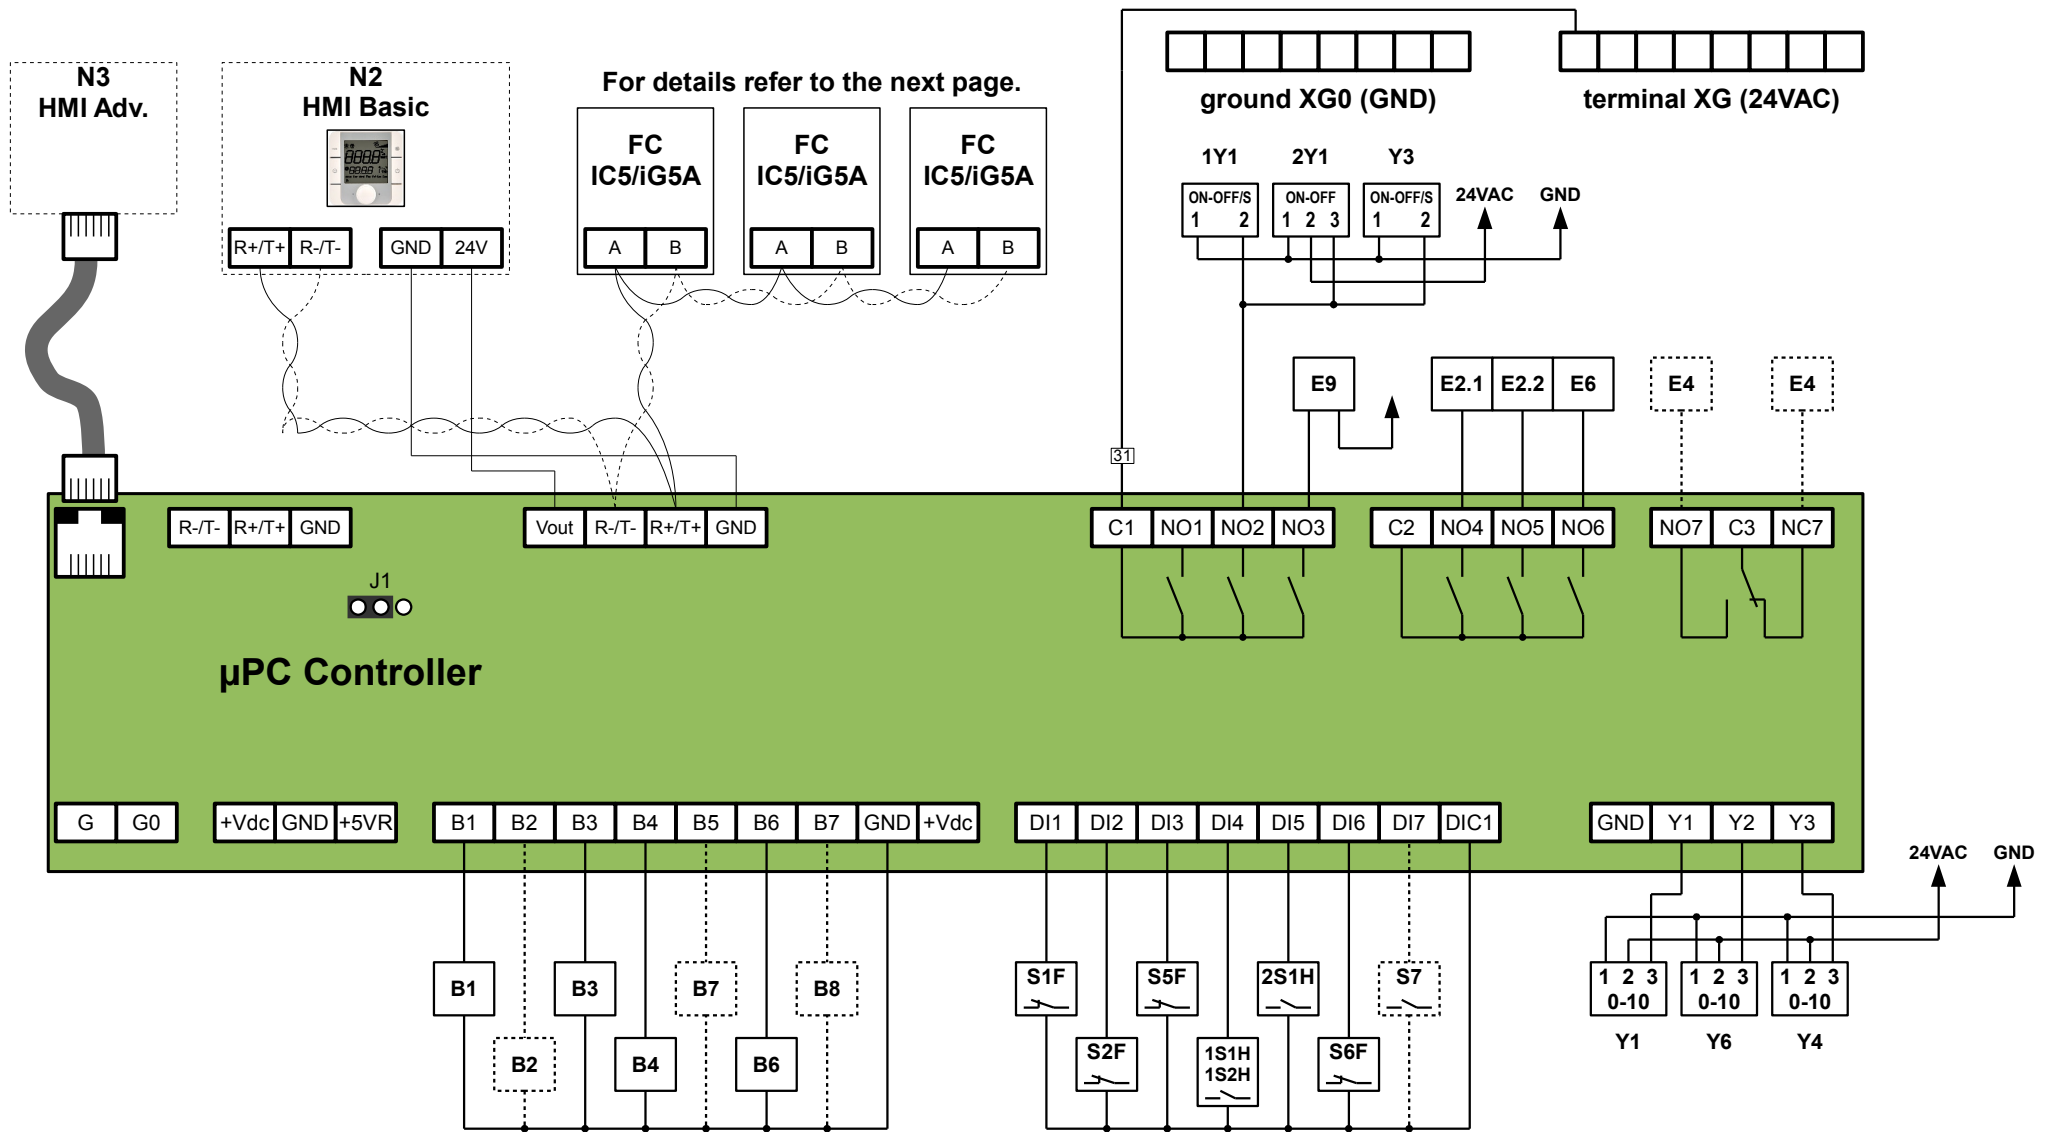 N3
HMI Adv.
N2
HMI Basic
For details refer to the next page.
FC
IC5/iG5A
FC
IC5/iG5A
FC
IC5/iG5A
ground XG0 (GND)
terminal XG (24VAC)
1Y1 2Y1 Y3
ON-OFF/S ON-OFF ON-OFF/S 24VAC GND
1 2 1 2 3 1 2
R+/T+ R-/T- GND 24V
A B A B A B
E9 E2.1 E2.2 E6 E4 E4
31
R-/T- R+/T+ GND
Vout R-/T- R+/T+ GND
C1 NO1 NO2 NO3
C2 NO4 NO5 NO6
NO7 C3 NC7
J1
µPC Controller
G G0
+Vdc GND +5VR
B1 B2 B3 B4 B5 B6 B7 GND +Vdc
DI1 DI2 DI3 DI4 DI5 DI6 DI7 DIC1
GND Y1 Y2 Y3
24VAC GND
B1 B3 B7 B8
S1F S5F 2S1H S7
1 2 3 1 2 3 1 2 3
0-10 0-10 0-10
Y1 Y6 Y4
B2 B4 B6
S2F 1S1H S6F
1S2H